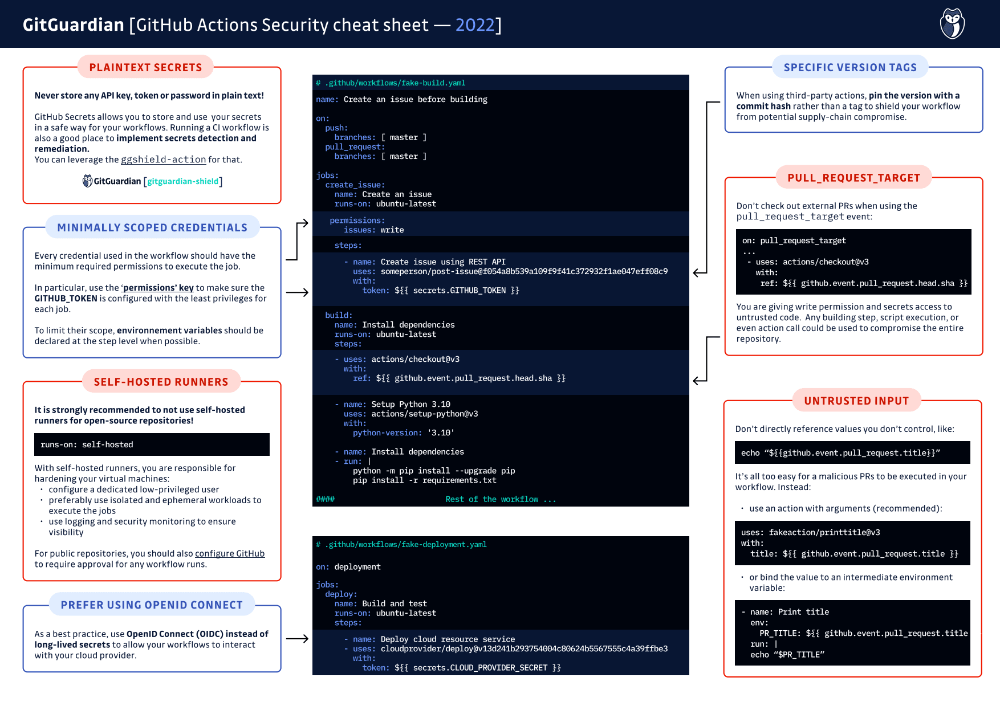 GitGuardian [GitHub Actions Security cheat sheet — 2022]
PLAINTEXT SECRETS
Never store any API key, token or password in plain text!
GitHub Secrets allows you to store and use your secrets
in a safe way for your workflows. Running a CI workflow is
also a good place to implement secrets detection and
remediation.
You can leverage the ggshield-action for that.
GitGuardian [gitguardian-shield]
MINIMALLY SCOPED CREDENTIALS
Every credential used in the workflow should have the
minimum required permissions to execute the job.
In particular, use the ‘permissions’ key to make sure the
GITHUB_TOKEN is configured with the least privileges for
each job.
To limit their scope, environnement variables should be
declared at the step level when possible.
SELF-HOSTED RUNNERS
It is strongly recommended to not use self-hosted
runners for open-source repositories!
runs-on: self-hosted
With self-hosted runners, you are responsible for
hardening your virtual machines:
• configure a dedicated low-privileged user
• preferably use isolated and ephemeral workloads to
execute the jobs
• use logging and security monitoring to ensure
visibility
For public repositories, you should also configure GitHub
to require approval for any workflow runs.
PREFER USING OPENID CONNECT
As a best practice, use OpenID Connect (OIDC) instead of
long-lived secrets to allow your workflows to interact
with your cloud provider.
# .github/workflows/fake-build.yaml
name: Create an issue before building
on:
push:
branches: [ master ]
pull_request:
branches: [ master ]
jobs:
create_issue:
name: Create an issue
runs-on: ubuntu-latest
permissions:
issues: write
steps:
- name: Create issue using REST API
uses: someperson/post-issue@f054a8b539a109f9f41c372932f1ae047eff08c9
with:
token: ${{ secrets.GITHUB_TOKEN }}
build:
name: Install dependencies
runs-on: ubuntu-latest
steps:
- uses: actions/checkout@v3
with:
ref: ${{ github.event.pull_request.head.sha }}
- name: Setup Python 3.10
uses: actions/setup-python@v3
with:
python-version: '3.10'
- name: Install dependencies
- run: |
python -m pip install --upgrade pip
pip install -r requirements.txt
#### Rest of the workflow ...
# .github/workflows/fake-deployment.yaml
on: deployment
jobs:
deploy:
name: Build and test
runs-on: ubuntu-latest
steps:
- name: Deploy cloud resource service
- uses: cloudprovider/deploy@v13d241b293754004c80624b5567555c4a39ffbe3
with:
token: ${{ secrets.CLOUD_PROVIDER_SECRET }}
SPECIFIC VERSION TAGS
When using third-party actions, pin the version with a
commit hash rather than a tag to shield your workflow
from potential supply-chain compromise.
PULL_REQUEST_TARGET
Don’t check out external PRs when using the
pull_request_target event:
on: pull_request_target
...
- uses: actions/checkout@v3
with:
ref: ${{ github.event.pull_request.head.sha }}
You are giving write permission and secrets access to
untrusted code. Any building step, script execution, or
even action call could be used to compromise the entire
repository.
UNTRUSTED INPUT
Don’t directly reference values you don’t control, like:
echo “${{github.event.pull_request.title}}”
It’s all too easy for a malicious PRs to be executed in your
workflow. Instead:
• use an action with arguments (recommended):
uses: fakeaction/printtitle@v3
with:
title: ${{ github.event.pull_request.title }}
• or bind the value to an intermediate environment
variable:
- name: Print title
env:
PR_TITLE: ${{ github.event.pull_request.title
run: |
echo “$PR_TITLE”